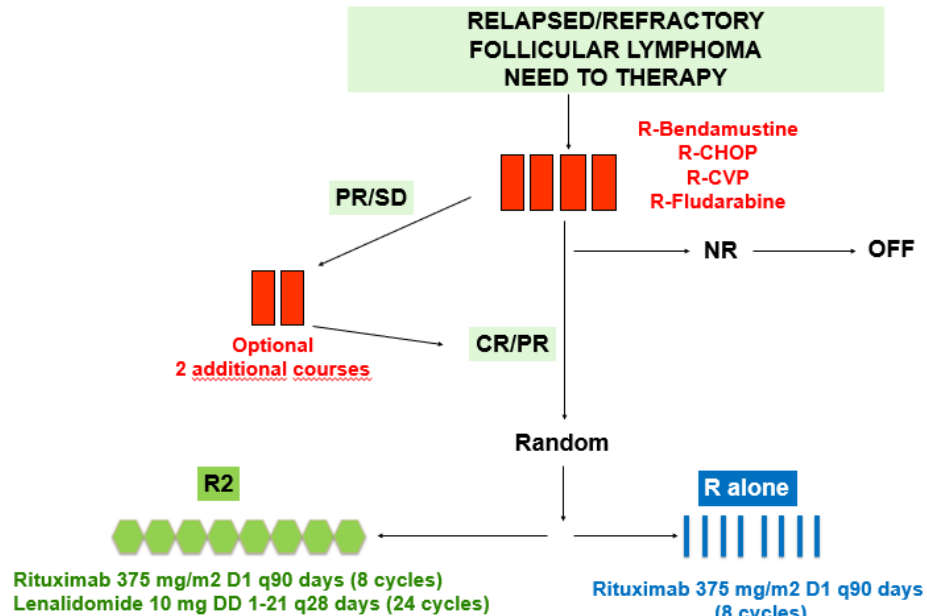 RELAPSED/REFRACTORY
FOLLICULAR LYMPHOMA
NEED TO THERAPY
R-Bendamustine
R-CHOP
R-CVP
R-Fludarabine
PR/SD
NR
OFF
Optional
2 additional courses
CR/PR
Random
R2
R alone
Rituximab 375 mg/m2 D1 q90 days (8 cycles)
Lenalidomide 10 mg DD 1-21 q28 days (24 cycles)
Rituximab 375 mg/m2 D1 q90 days
(8 cycles)